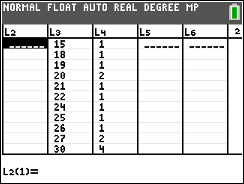 NORMAL FLOAT AUTO REAL DEGREE MP
L2 L3 L4 L5 L6 2
------ 15 1 ------ ------
18 1
19 1
20 2
21 1
22 1
24 1
25 1
26 1
27 2
30 4
L2(1)=